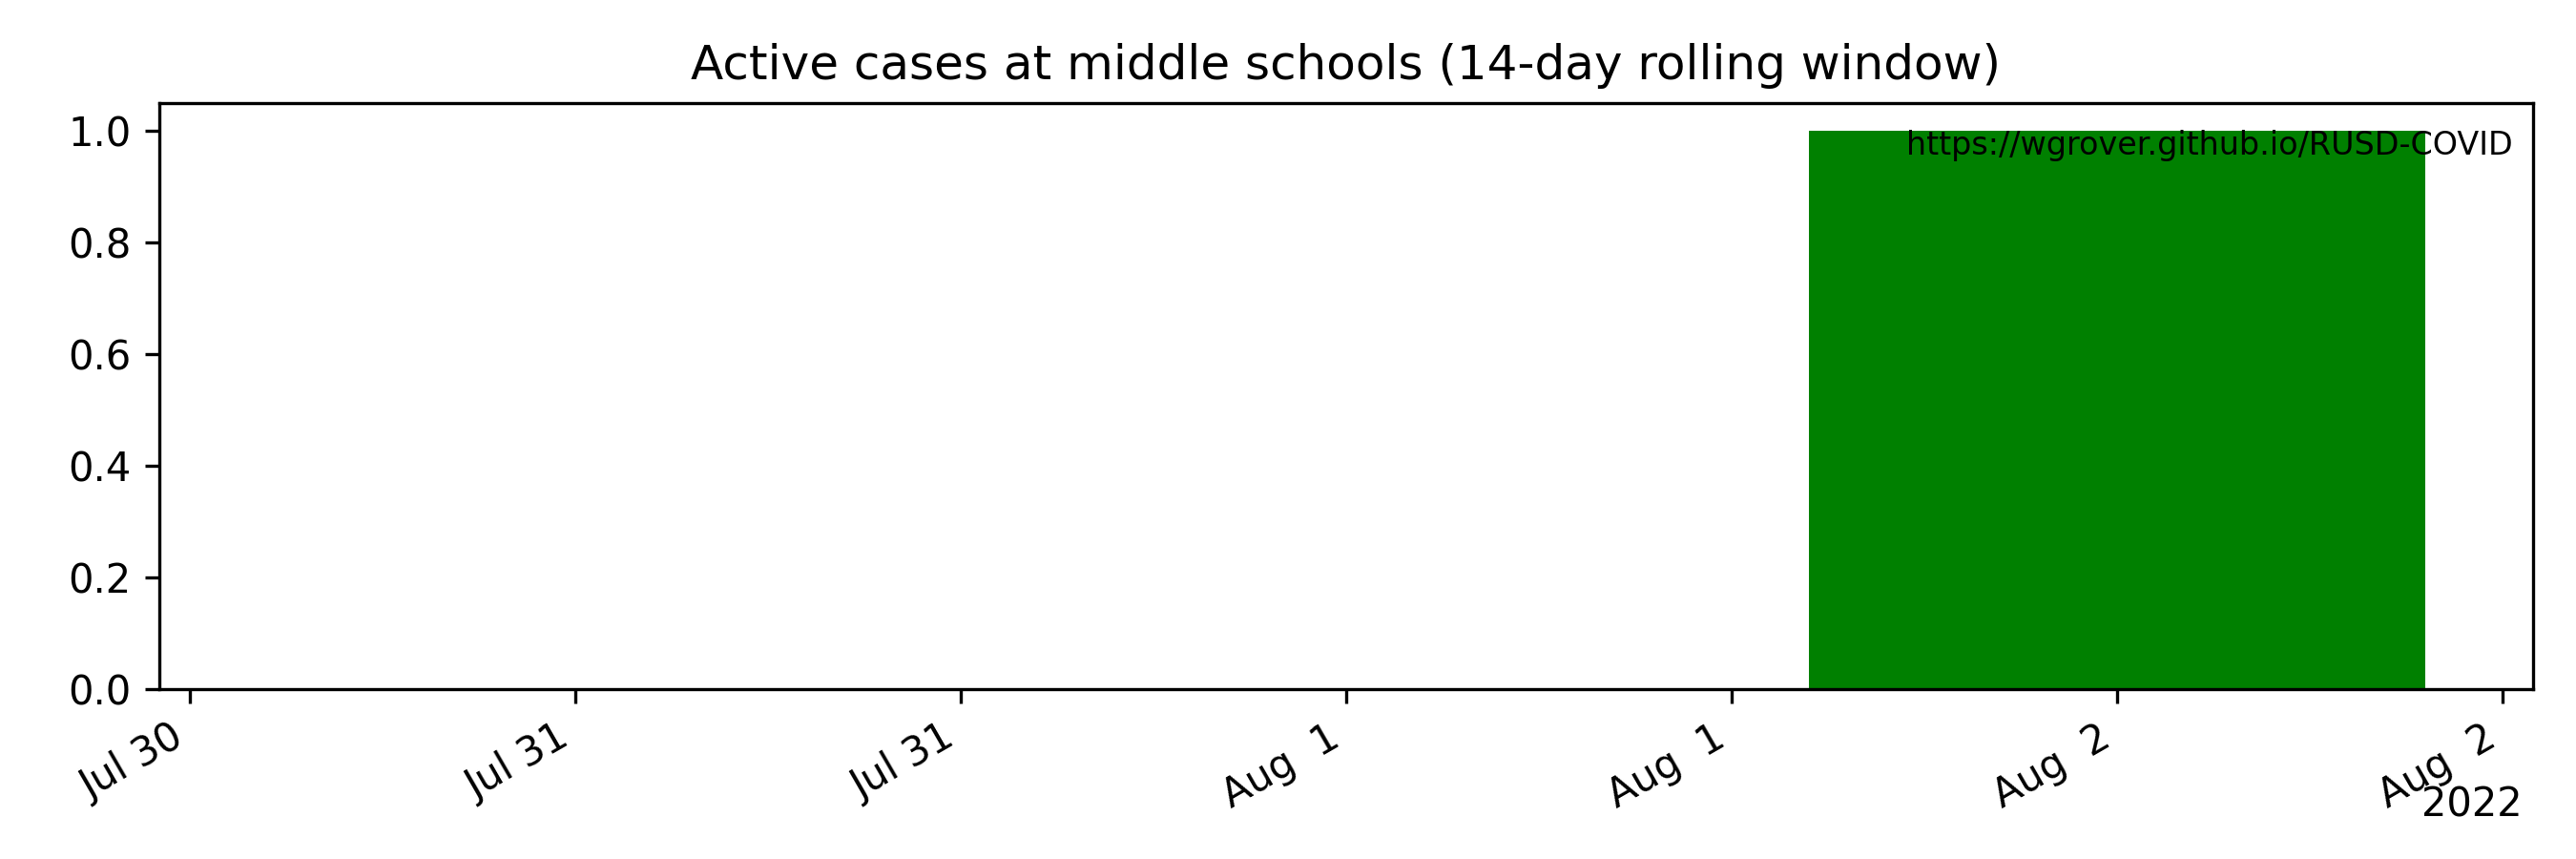 Active cases at middle schools (14-day rolling window)
https://wgrover.github.io/RUSD-COVID
1.0
0.8
0.6
0.4
0.2
0.0
Jul 30
Jul 31
Jul 31
Aug  1
Aug  1
Aug  2
Aug  2
2022